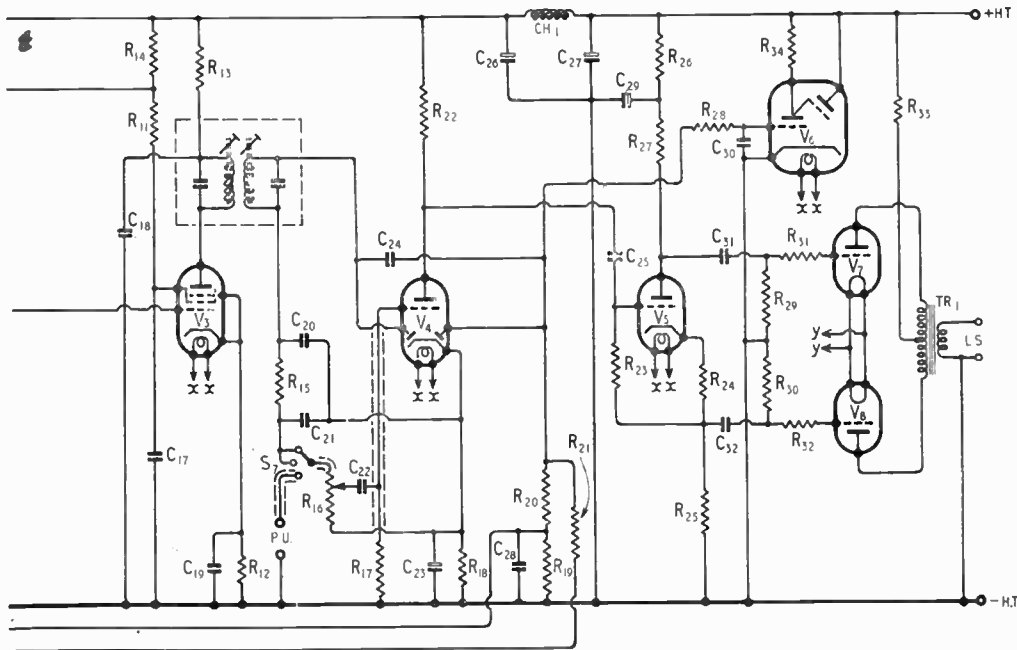 +HT
CH₁
R₁₄
R₁₃
C₂₆
C₂₇
R₂₆
R₃₄
C₂₉
R₁₁
R₂₂
R₂₈
R₃₃
R₂₇
C₃₀
V₆
x x
C₁₈
C₂₄
C₂₅
C₃₁
R₃₁
V₇
V₃
V₄
V₅
R₂₉
TR₁
C₂₀
y
LS
x x
x x
x x
y
R₁₅
R₂₃
R₂₄
R₃₀
V₈
C₂₁
C₃₂
R₃₂
C₁₇
S₇
C₂₂
R₂₁
R₁₆
R₂₀
R₂₅
P.U.
C₁₉
R₁₂
R₁₇
C₂₃
R₁₈
C₂₈
R₁₉
-H.T